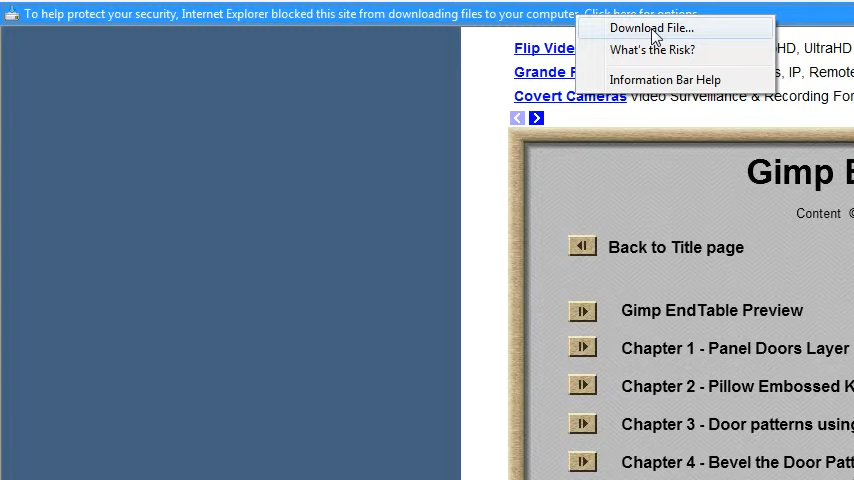 To help protect your security, Internet Explorer blocked this site from downloading files to your computer. Click here for options...
Download File...
What's the Risk?
Information Bar Help
Flip Vide HD, UltraHD
Grande F s, IP, Remote
Covert Cameras Video Surveillance & Recording For
Gimp E
Content ©
Back to Title page
Gimp EndTable Preview
Chapter 1 - Panel Doors Layer
Chapter 2 - Pillow Embossed K
Chapter 3 - Door patterns using
Chapter 4 - Bevel the Door Patt